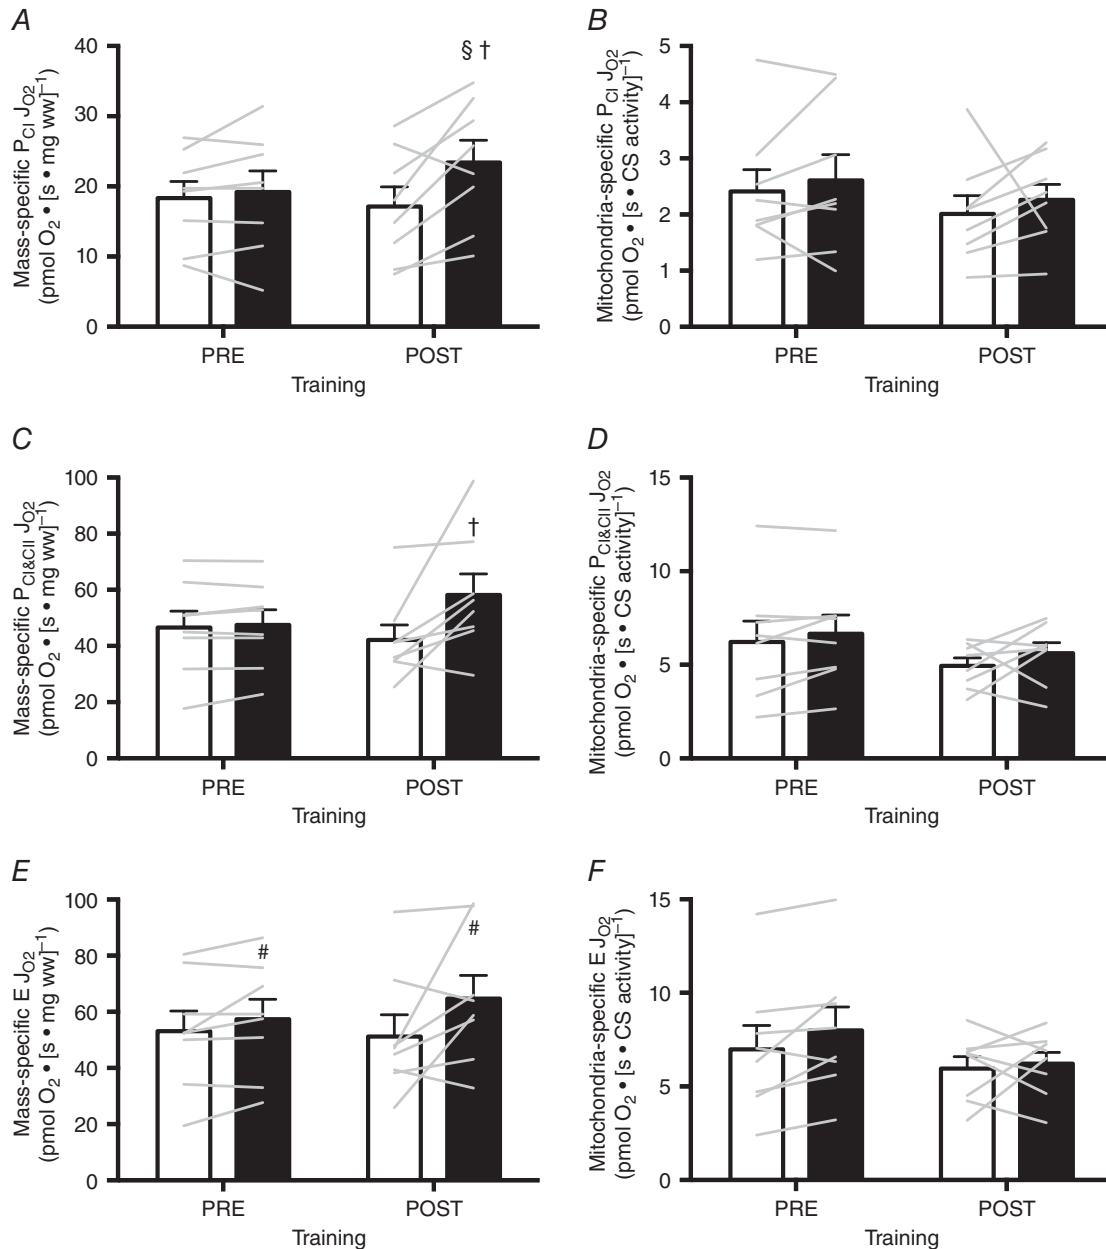 A
Mass-specific P_CI J_O2
(pmol O₂ • [s • mg ww]⁻¹)
40
30
20
10
0
§ †
PRE
POST
Training
B
Mitochondria-specific P_CI J_O2
(pmol O₂ • [s • CS activity]⁻¹)
5
4
3
2
1
0
PRE
POST
Training
C
Mass-specific P_CI&CII J_O2
(pmol O₂ • [s • mg ww]⁻¹)
100
80
60
40
20
0
†
PRE
POST
Training
D
Mitochondria-specific P_CI&CII J_O2
(pmol O₂ • [s • CS activity]⁻¹)
15
10
5
0
PRE
POST
Training
E
Mass-specific E J_O2
(pmol O₂ • [s • mg ww]⁻¹)
100
80
60
40
20
0
#
#
PRE
POST
Training
F
Mitochondria-specific E J_O2
(pmol O₂ • [s • CS activity]⁻¹)
15
10
5
0
PRE
POST
Training